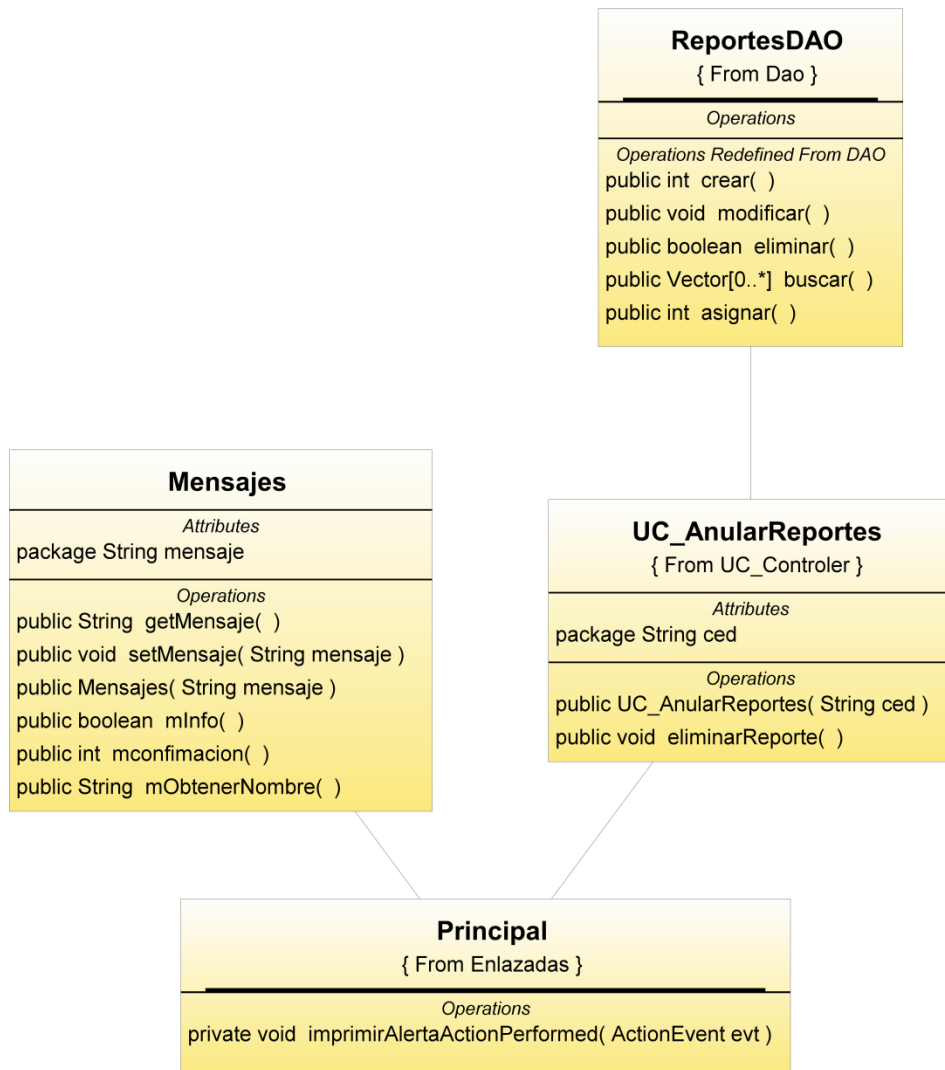 ReportesDAO
{ From Dao }
Operations
Operations Redefined From DAO
public int crear( )
public void modificar( )
public boolean eliminar( )
public Vector[0..*] buscar( )
public int asignar( )
Mensajes
Attributes
package String mensaje
Operations
public String getMensaje( )
public void setMensaje( String mensaje )
public Mensajes( String mensaje )
public boolean mInfo( )
public int mconfimacion( )
public String mObtenerNombre( )
UC_AnularReportes
{ From UC_Controler }
Attributes
package String ced
Operations
public UC_AnularReportes( String ced )
public void eliminarReporte( )
Principal
{ From Enlazadas }
Operations
private void imprimirAlertaActionPerformed( ActionEvent evt )